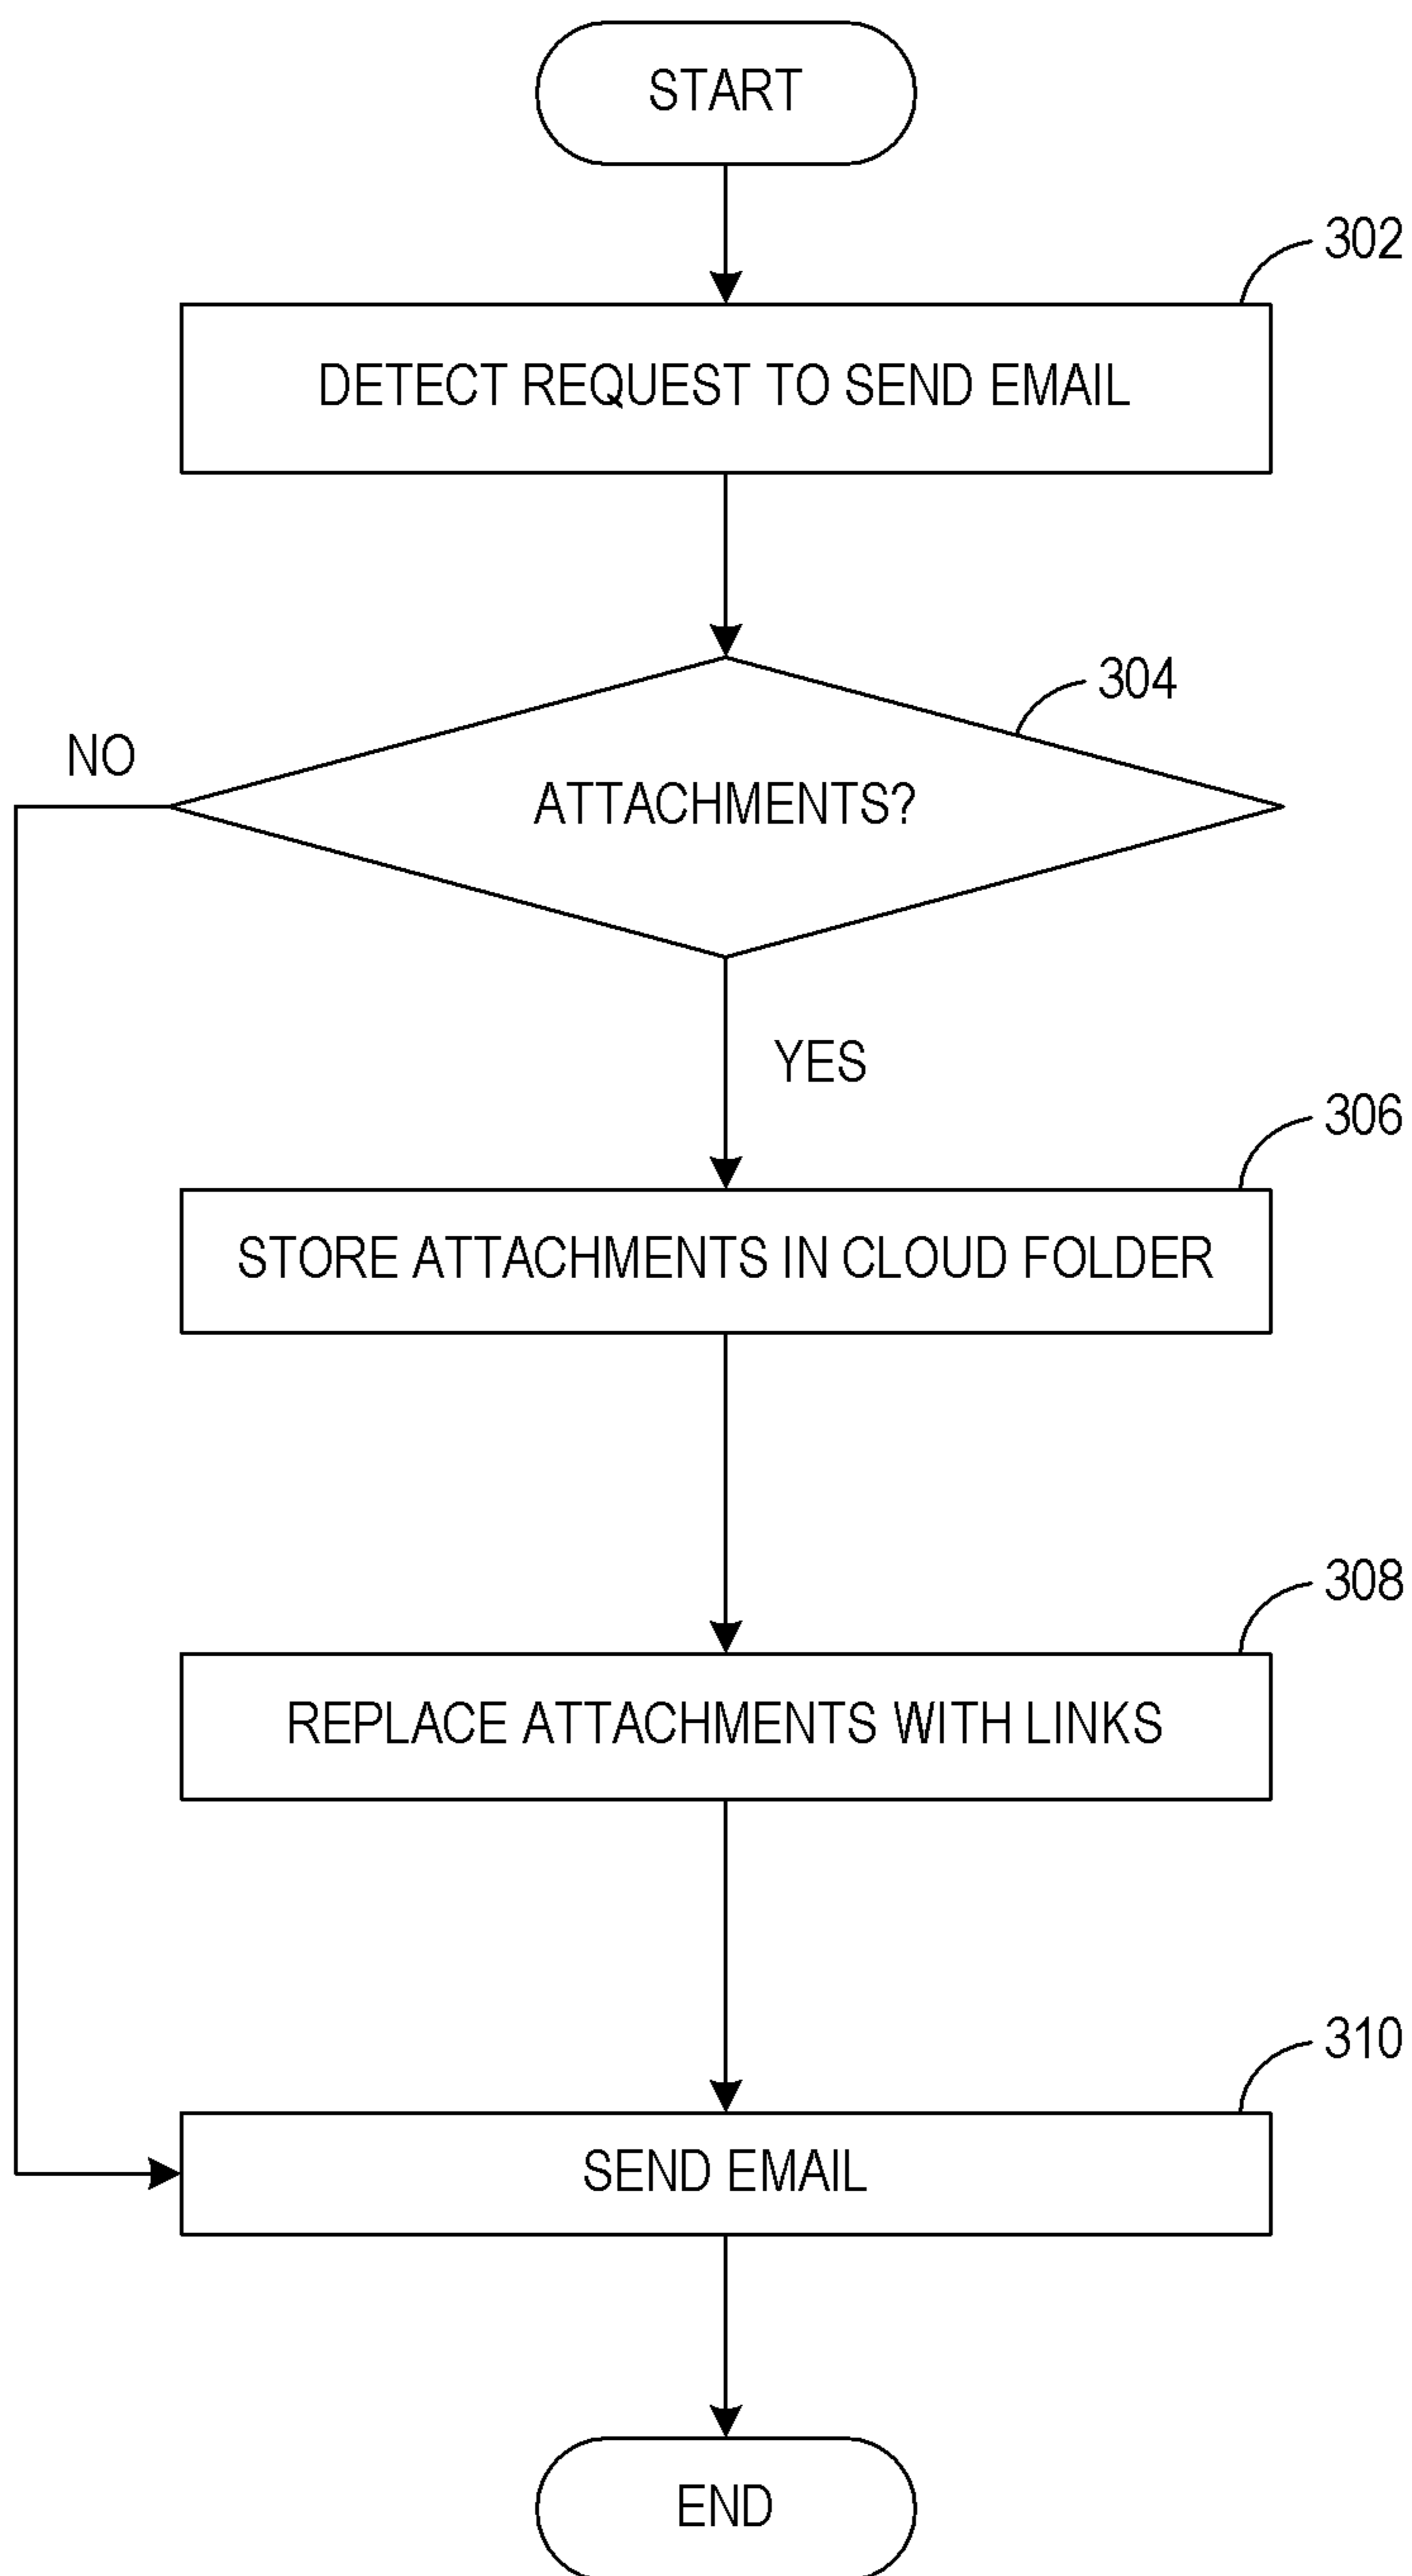 START
302
DETECT REQUEST TO SEND EMAIL
304
NO
ATTACHMENTS?
YES
306
STORE ATTACHMENTS IN CLOUD FOLDER
308
REPLACE ATTACHMENTS WITH LINKS
310
SEND EMAIL
END